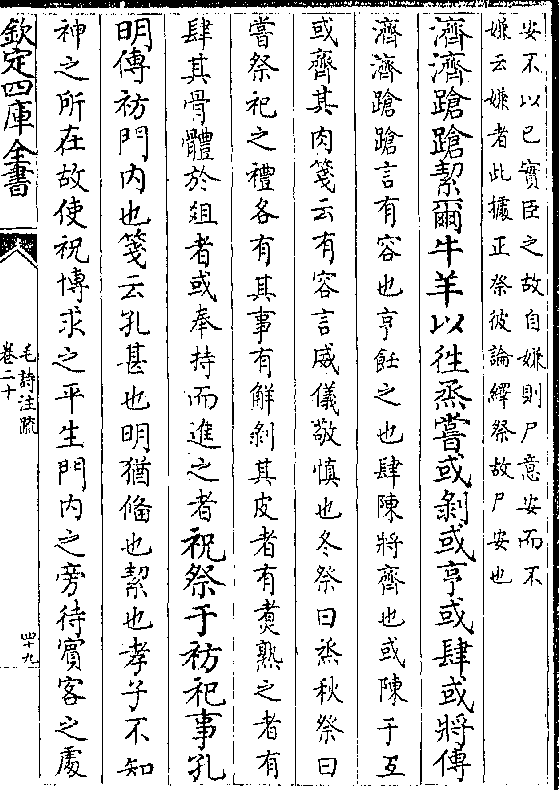 安不以已實臣之故自嫌則尸意安而不
嫌云嫌者此據正祭彼論繹祭故尸安也
濟濟蹌蹌絜爾牛羊以徃烝嘗或剝或亨或肆或將傳
濟濟蹌蹌言有容也亨飪之也肆陳將齊也或陳于互
或齊其肉箋云有容言威儀敬慎也冬祭曰烝秋祭曰
嘗祭祀之禮各有其事有解剝其皮者有煑熟之者有
肆其骨體於俎者或奉持而進之者祝祭于祊祀事孔
明傳祊門内也箋云孔甚也明猶備也絜也孝子不知
神之所在故使祝博求之平生門内之旁待賓客之處
欽定四庫全書
毛詩注疏
卷二十
四十九